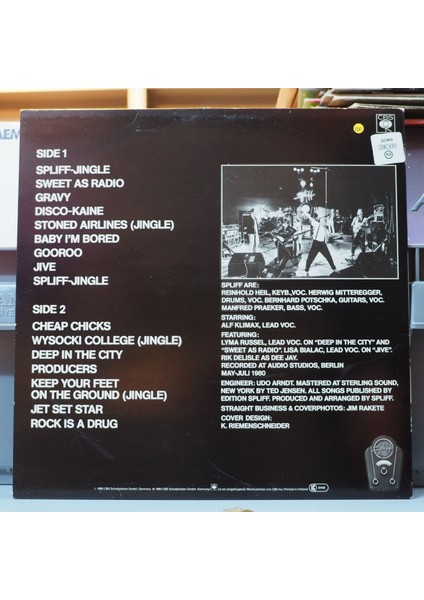 CBS
SIDE 1
SPLIFF-JINGLE
SWEET AS RADIO
GRAVY
DISCO-KAINE
STONED AIRLINES (JINGLE)
BABY I'M BORED
GOOROO
JIVE
SPLIFF-JINGLE
SIDE 2
CHEAP CHICKS
WYSOCKI COLLEGE (JINGLE)
DEEP IN THE CITY
PRODUCERS
KEEP YOUR FEET
ON THE GROUND (JINGLE)
JET SET STAR
ROCK IS A DRUG
SPLIFF ARE:
REINHOLD HEIL, KEYB.,VOC. HERWIG MITTEREGGER,
DRUMS, VOC. BERNHARD POTSCHKA, GUITARS, VOC.
MANFRED PRAEKER, BASS, VOC.
STARRING:
ALF KLIMAX, LEAD VOC.
FEATURING:
LYMA RUSSEL, LEAD VOC. ON "DEEP IN THE CITY" AND
"SWEET AS RADIO". LISA BIALAC, LEAD VOC. ON "JIVE".
RIK DELISLE AS DEE JAY.
RECORDED AT AUDIO STUDIOS, BERLIN
MAY-JULI 1980
ENGINEER: UDO ARNDT. MASTERED AT STERLING SOUND,
NEW YORK BY TED JENSEN. ALL SONGS PUBLISHED BY
EDITION SPLIFF. PRODUCED AND ARRANGED BY SPLIFF.
STRAIGHT BUSINESS & COVERPHOTOS: JIM RAKETE
COVER DESIGN:
K. RIEMENSCHNEIDER